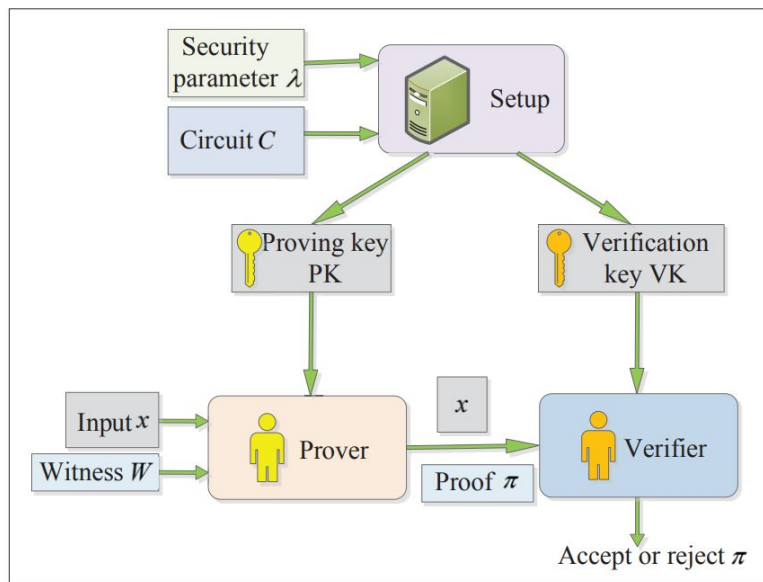 Security
parameter λ
Setup
Circuit C
Proving key
PK
Verification
key VK
Input x
Witness W
Prover
x
Proof π
Verifier
Accept or reject π